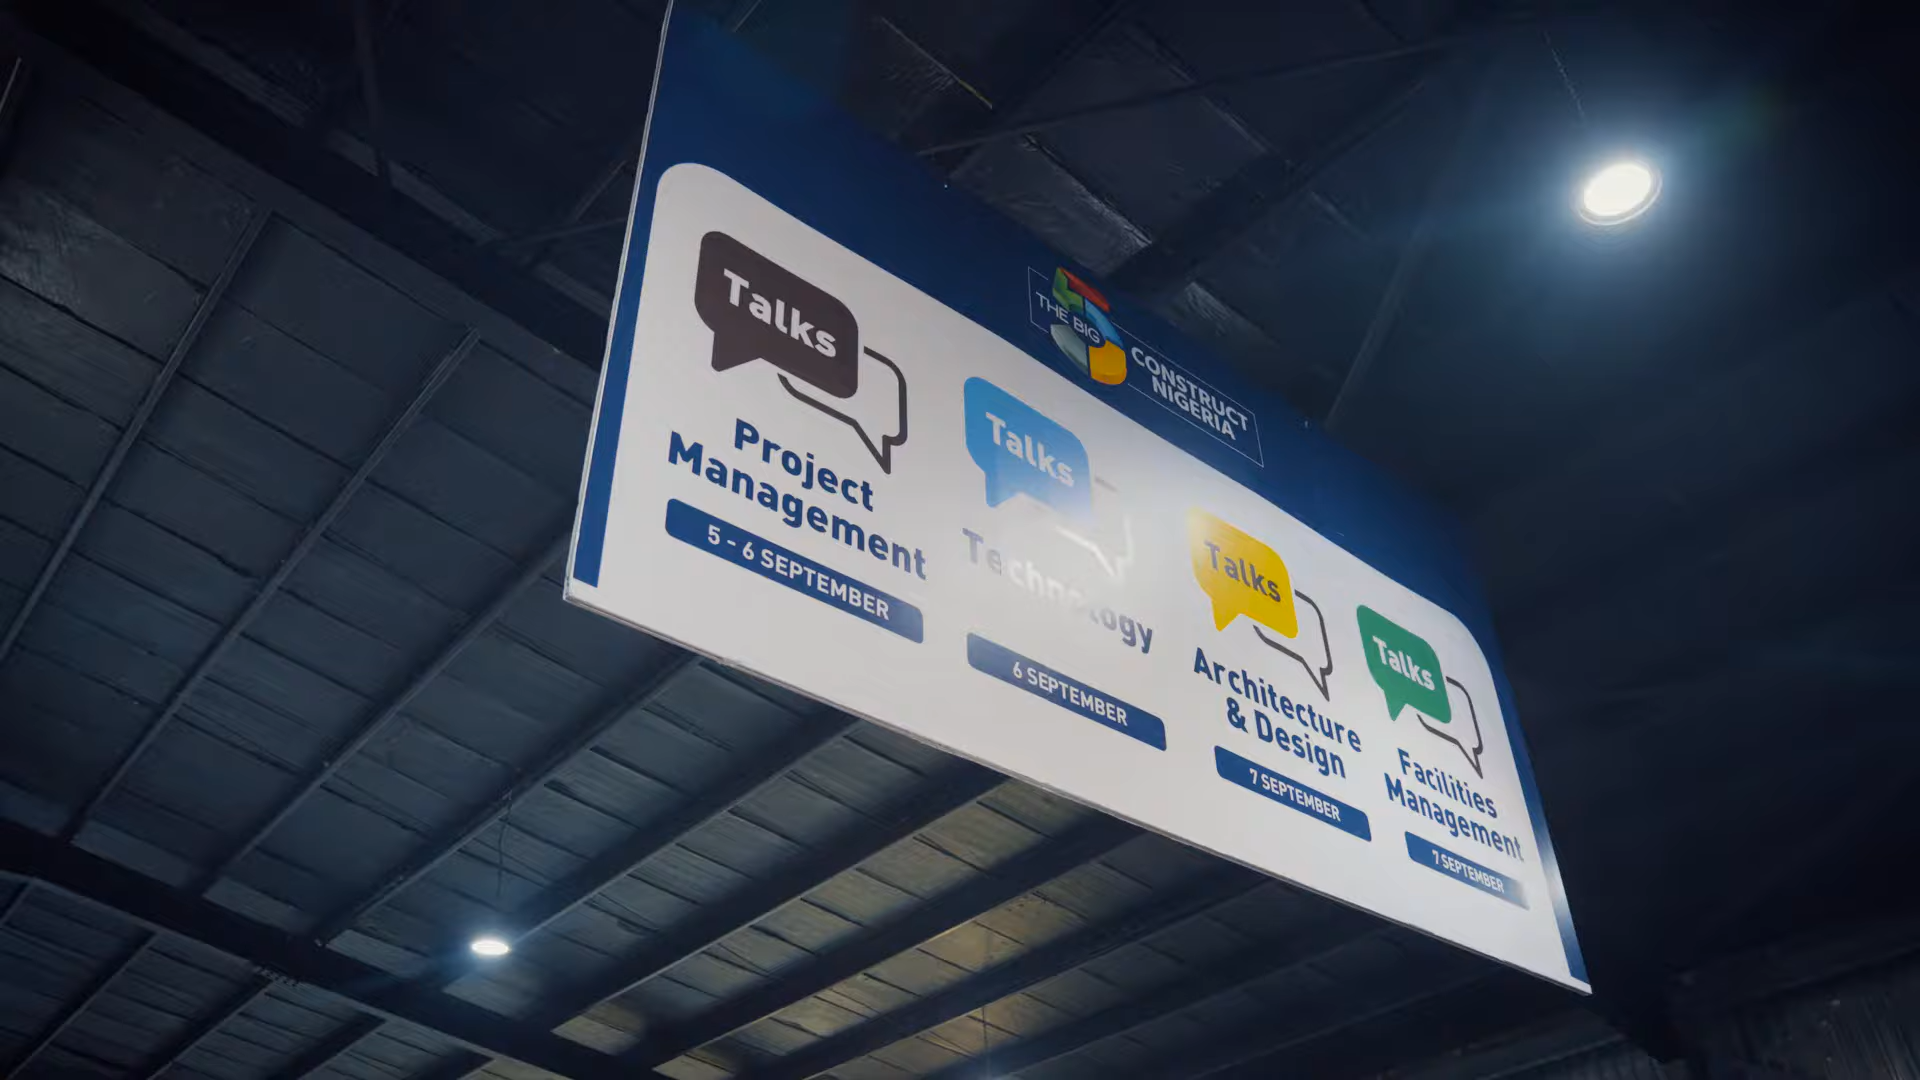 THE BIG 5
CONSTRUCT
NIGERIA
Talks
Project
Management
5 - 6 SEPTEMBER
Talks
Technology
6 SEPTEMBER
Talks
Architecture
& Design
7 SEPTEMBER
Talks
Facilities
Management
7 SEPTEMBER